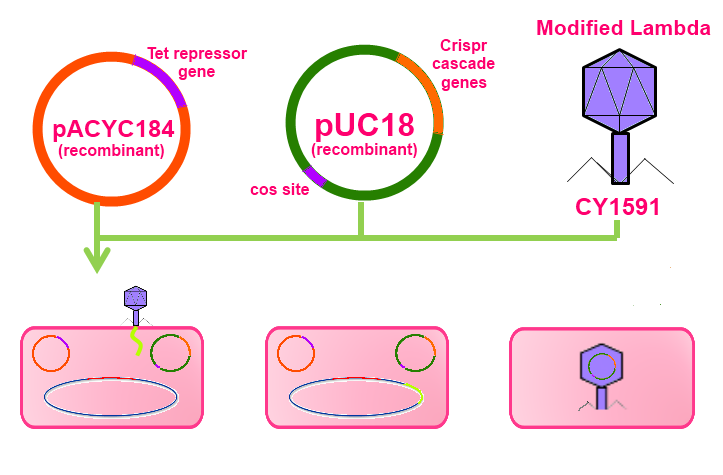 Tet repressor
gene
pACYC184
(recombinant)
Crispr
cascade
genes
pUC18
(recombinant)
cos site
Modified Lambda
CY1591